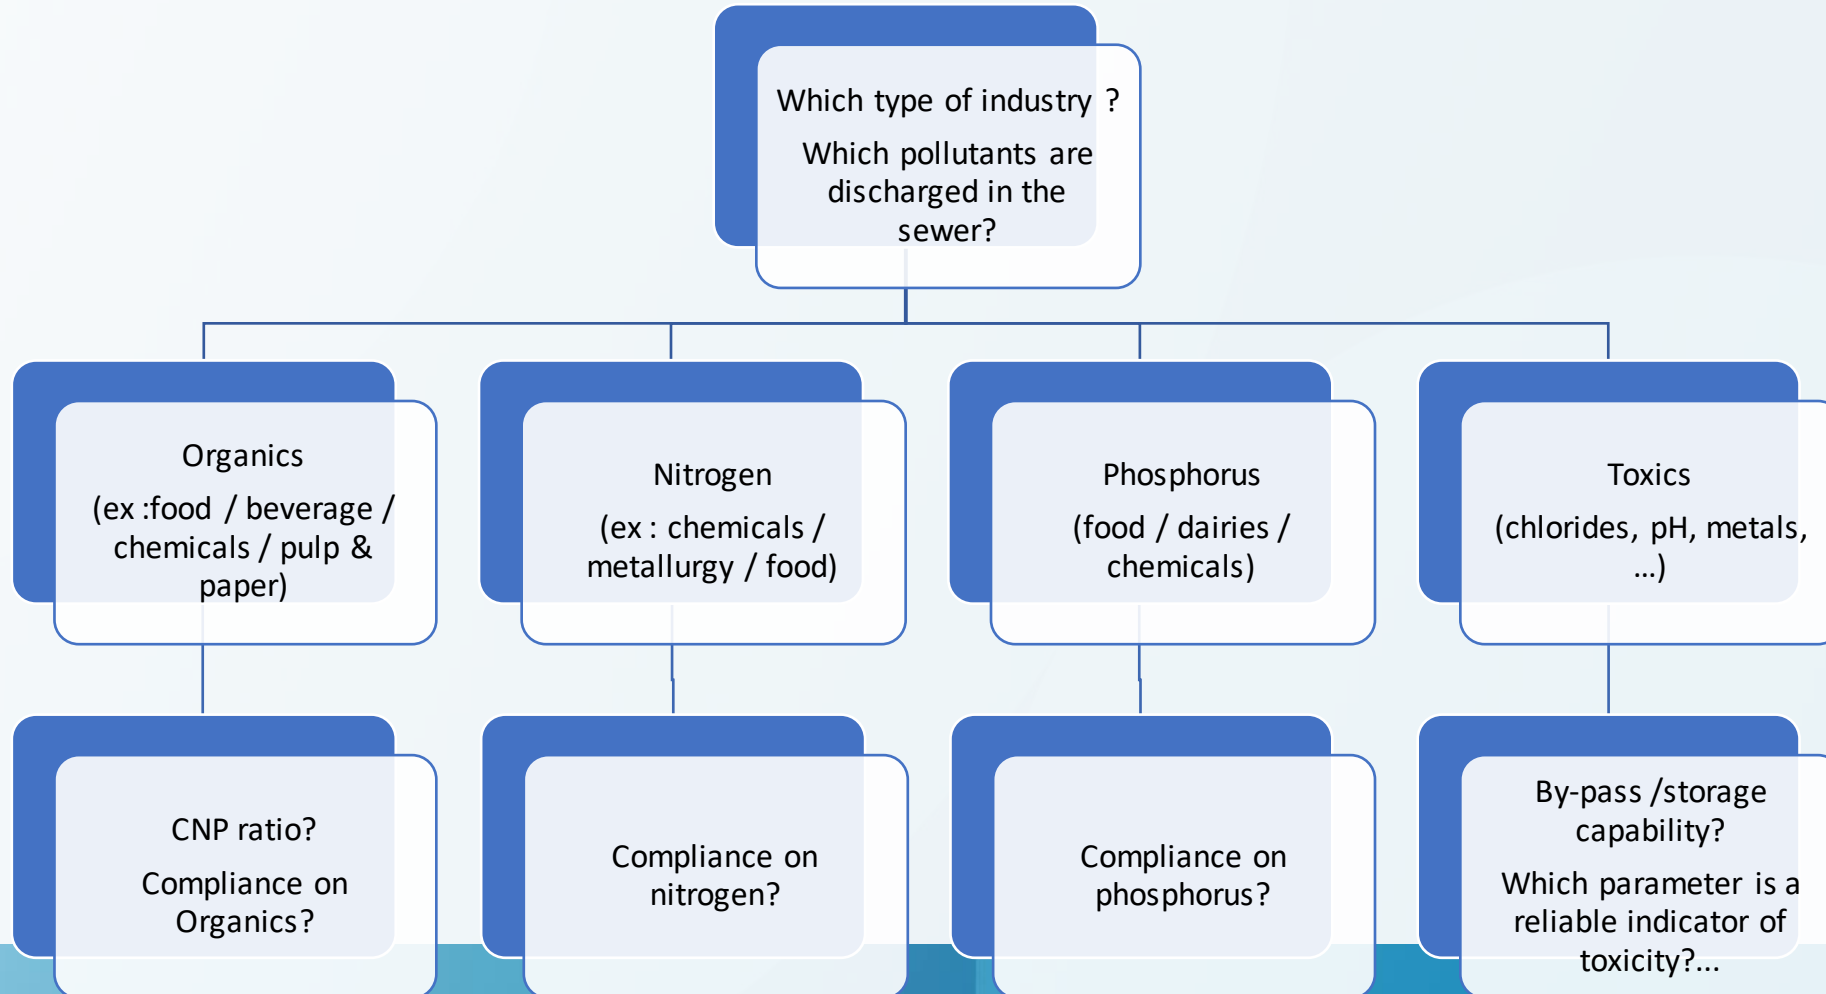 Which type of industry ?
Which pollutants are
discharged in the
sewer?
Organics
(ex :food / beverage /
chemicals / pulp &
paper)
Nitrogen
(ex : chemicals /
metallurgy / food)
Phosphorus
(food / dairies /
chemicals)
Toxics
(chlorides, pH, metals,
...)
CNP ratio?
Compliance on
Organics?
Compliance on
nitrogen?
Compliance on
phosphorus?
By-pass /storage
capability?
Which parameter is a
reliable indicator of
toxicity?...